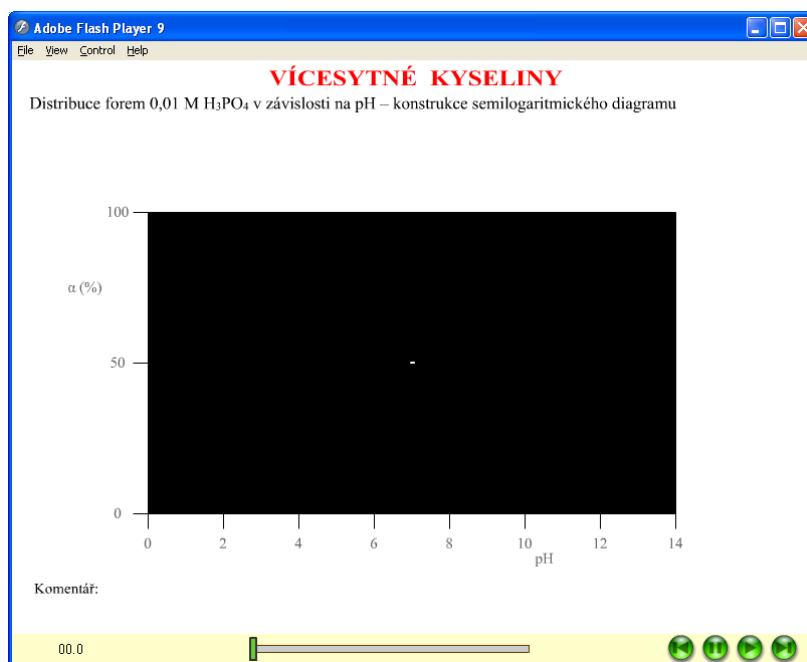 Adobe Flash Player 9
File View Control Help
VÍCESYTNÉ KYSELINY
Distribuce forem 0,01 M H₃PO₄ v závislosti na pH – konstrukce semilogaritmického diagramu
100
α (%)
50
0
0 2 4 6 8 10 12 14
pH
Komentář:
00.0